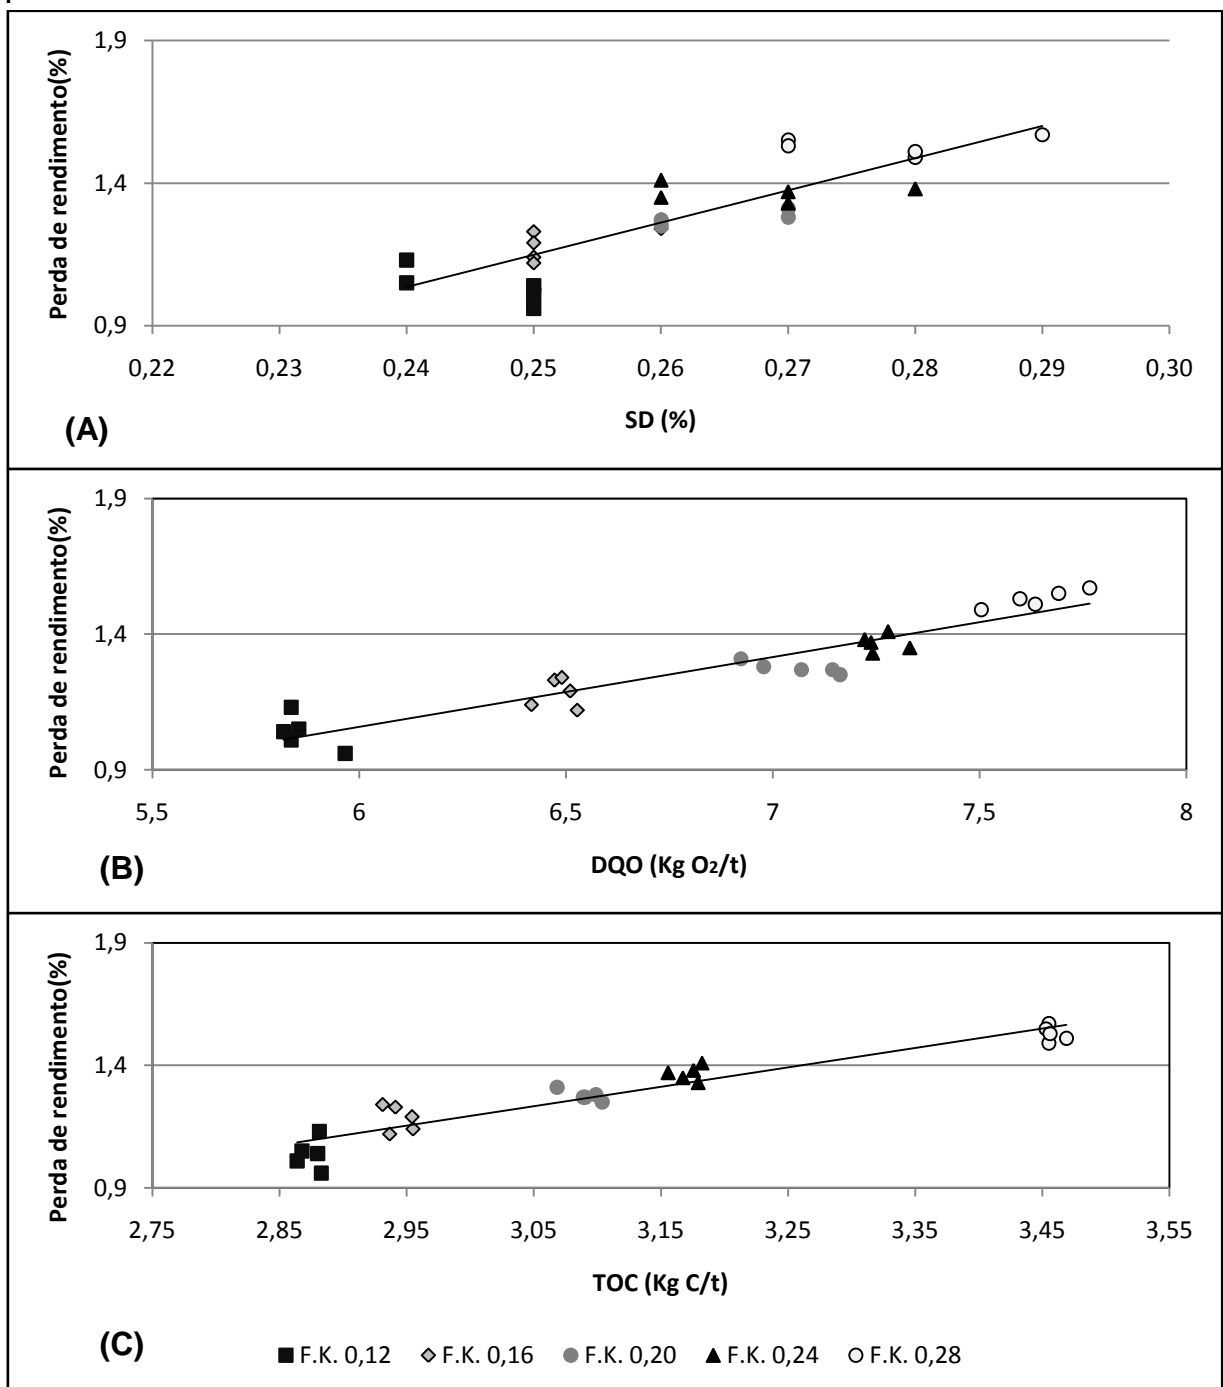 1,9
1,4
0,9
Perda de rendimento(%)
0,22 0,23 0,24 0,25 0,26 0,27 0,28 0,29 0,30
SD (%)
(A)
1,9
1,4
0,9
Perda de rendimento(%)
5,5 6 6,5 7 7,5 8
DQO (Kg O2/t)
(B)
1,9
1,4
0,9
Perda de rendimento(%)
2,75 2,85 2,95 3,05 3,15 3,25 3,35 3,45 3,55
TOC (Kg C/t)
(C)
F.K. 0,12 F.K. 0,16 F.K. 0,20 F.K. 0,24 F.K. 0,28